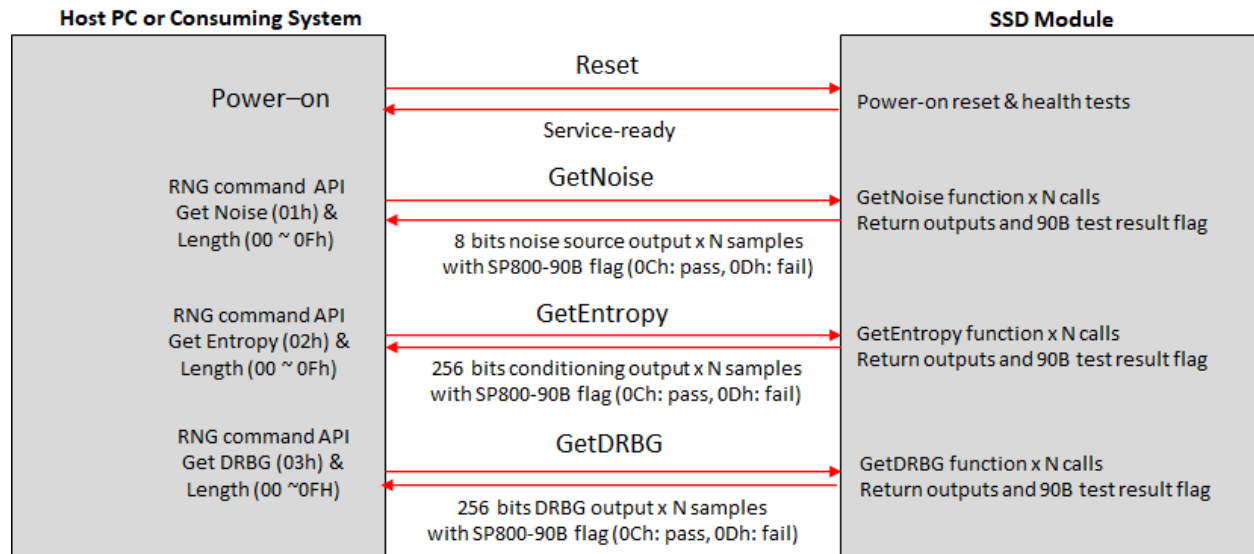 Host PC or Consuming System
SSD Module
Reset
Power–on
Power-on reset & health tests
Service-ready
GetNoise
RNG command API
Get Noise (01h) &
Length (00 ~ 0Fh)
GetNoise function x N calls
Return outputs and 90B test result flag
8 bits noise source output x N samples
with SP800-90B flag (0Ch: pass, 0Dh: fail)
GetEntropy
RNG command API
Get Entropy (02h) &
Length (00 ~ 0Fh)
GetEntropy function x N calls
Return outputs and 90B test result flag
256 bits conditioning output x N samples
with SP800-90B flag (0Ch: pass, 0Dh: fail)
GetDRBG
RNG command API
Get DRBG (03h) &
Length (00 ~0FH)
GetDRBG function x N calls
Return outputs and 90B test result flag
256 bits DRBG output x N samples
with SP800-90B flag (0Ch: pass, 0Dh: fail)